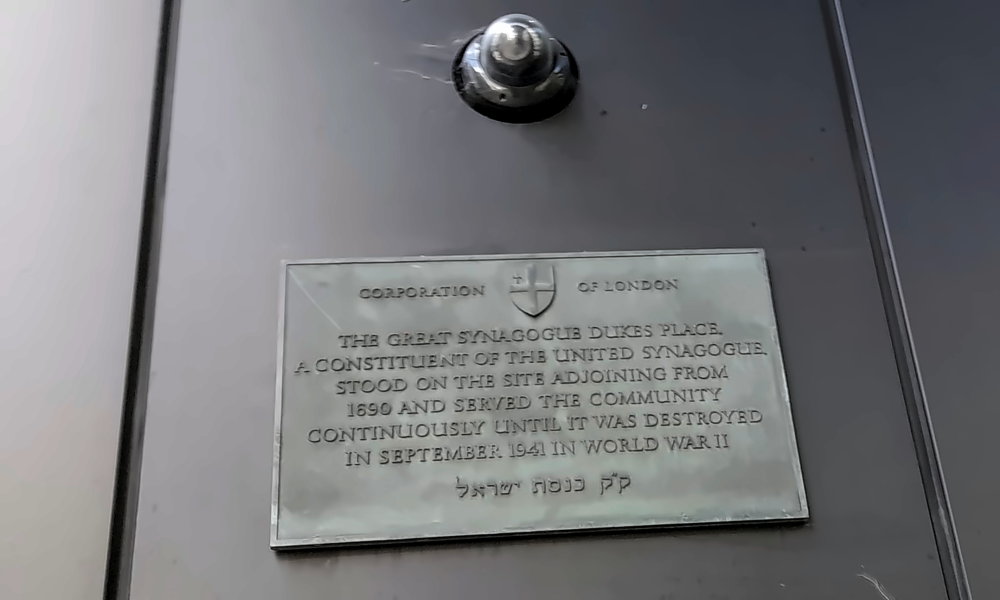 CORPORATION OF LONDON
THE GREAT SYNAGOGUE DUKES PLACE,
A CONSTITUENT OF THE UNITED SYNAGOGUE,
STOOD ON THE SITE ADJOINING FROM
1690 AND SERVED THE COMMUNITY
CONTINUOUSLY UNTIL IT WAS DESTROYED
IN SEPTEMBER 1941 IN WORLD WAR II
ק״ק כנסת ישראל